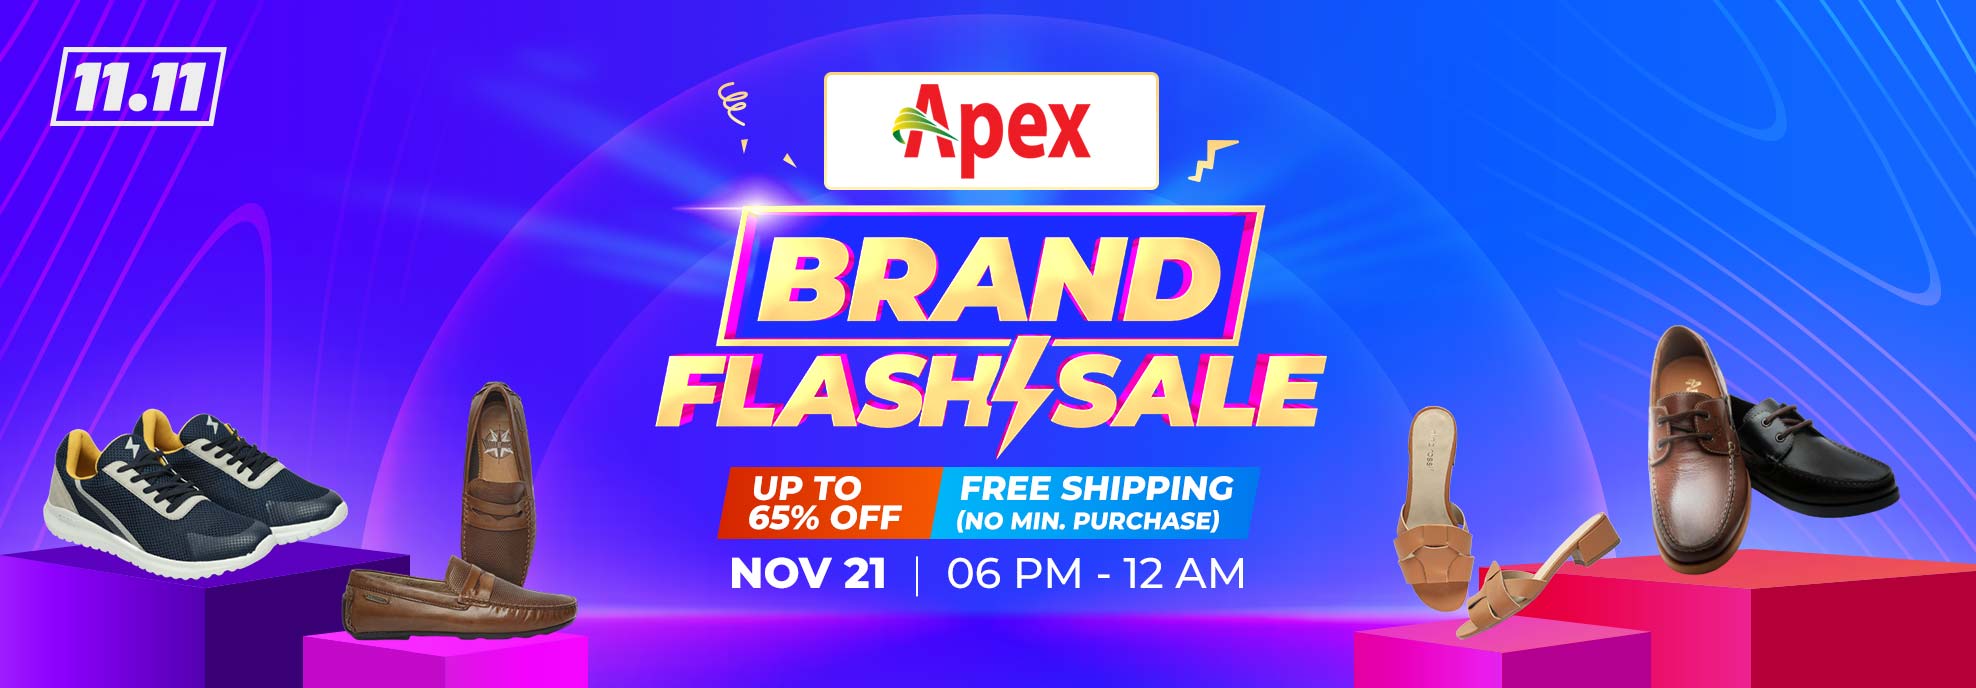 11.11
Apex
BRAND
FLASH SALE
UP TO
65% OFF
FREE SHIPPING
(NO MIN. PURCHASE)
NOV 21 | 06 PM - 12 AM